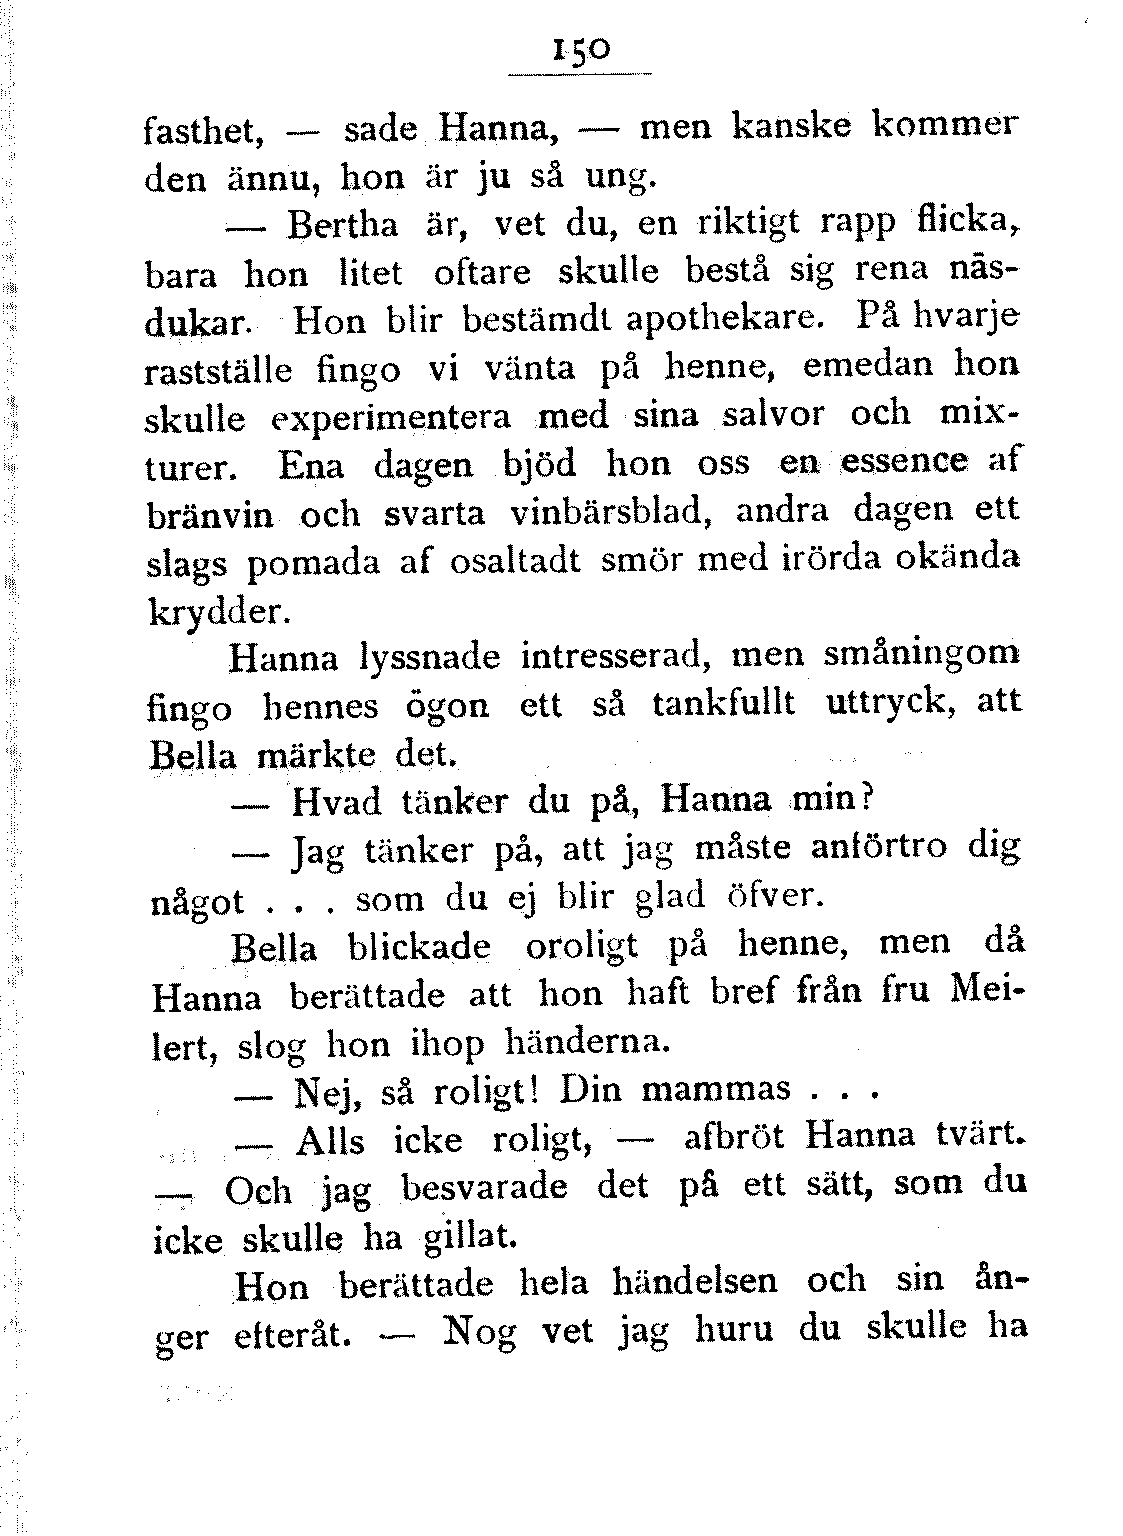 150
fasthet, — sade Hanna, — men kanske kommer
den ännu, hon är ju så ung.
— Bertha är, vet du, en riktigt rapp flicka,
bara hon litet oftare skulle bestå sig rena näs-
dukar. Hon blir bestämdt apothekare. På hvarje
rastställe fingo vi vänta på henne, emedan hon
skulle experimentera med sina salvor och mix-
turer. Ena dagen bjöd hon oss en essence af
bränvin och svarta vinbärsblad, andra dagen ett
slags pomada af osaltadt smör med irörda okända
krydder.
Hanna lyssnade intresserad, men småningom
fingo hennes ögon ett så tankfullt uttryck, att
Bella märkte det.
— Hvad tänker du på, Hanna min?
— Jag tänker på, att jag måste anförtro dig
något . . . som du ej blir glad öfver.
Bella blickade oroligt på henne, men då
Hanna berättade att hon haft bref från fru Mei-
lert, slog hon ihop händerna.
— Nej, så roligt! Din mammas . . .
— Alls icke roligt, — afbröt Hanna tvärt.
— Och jag besvarade det på ett sätt, som du
icke skulle ha gillat.
Hon berättade hela händelsen och sin ån-
ger efteråt. — Nog vet jag huru du skulle ha